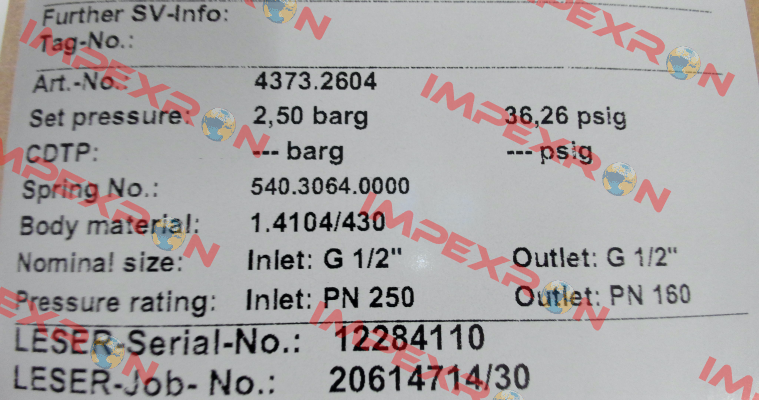 Further SV-Info:
Tag-No.:
Art.-No.: 4373.2604
Set pressure: 2,50 barg 36,26 psig
CDTP: --- barg --- psig
Spring No.: 540.3064.0000
Body material: 1.4104/430
Nominal size: Inlet: G 1/2" Outlet: G 1/2"
Pressure rating: Inlet: PN 250 Outlet: PN 160
LESER-Serial-No.: 12284110
LESER-Job- No.: 20614714/30
IMPEXRON
IMPEXRON
IMPEXRON
IMPEXRON
IMPEXRON